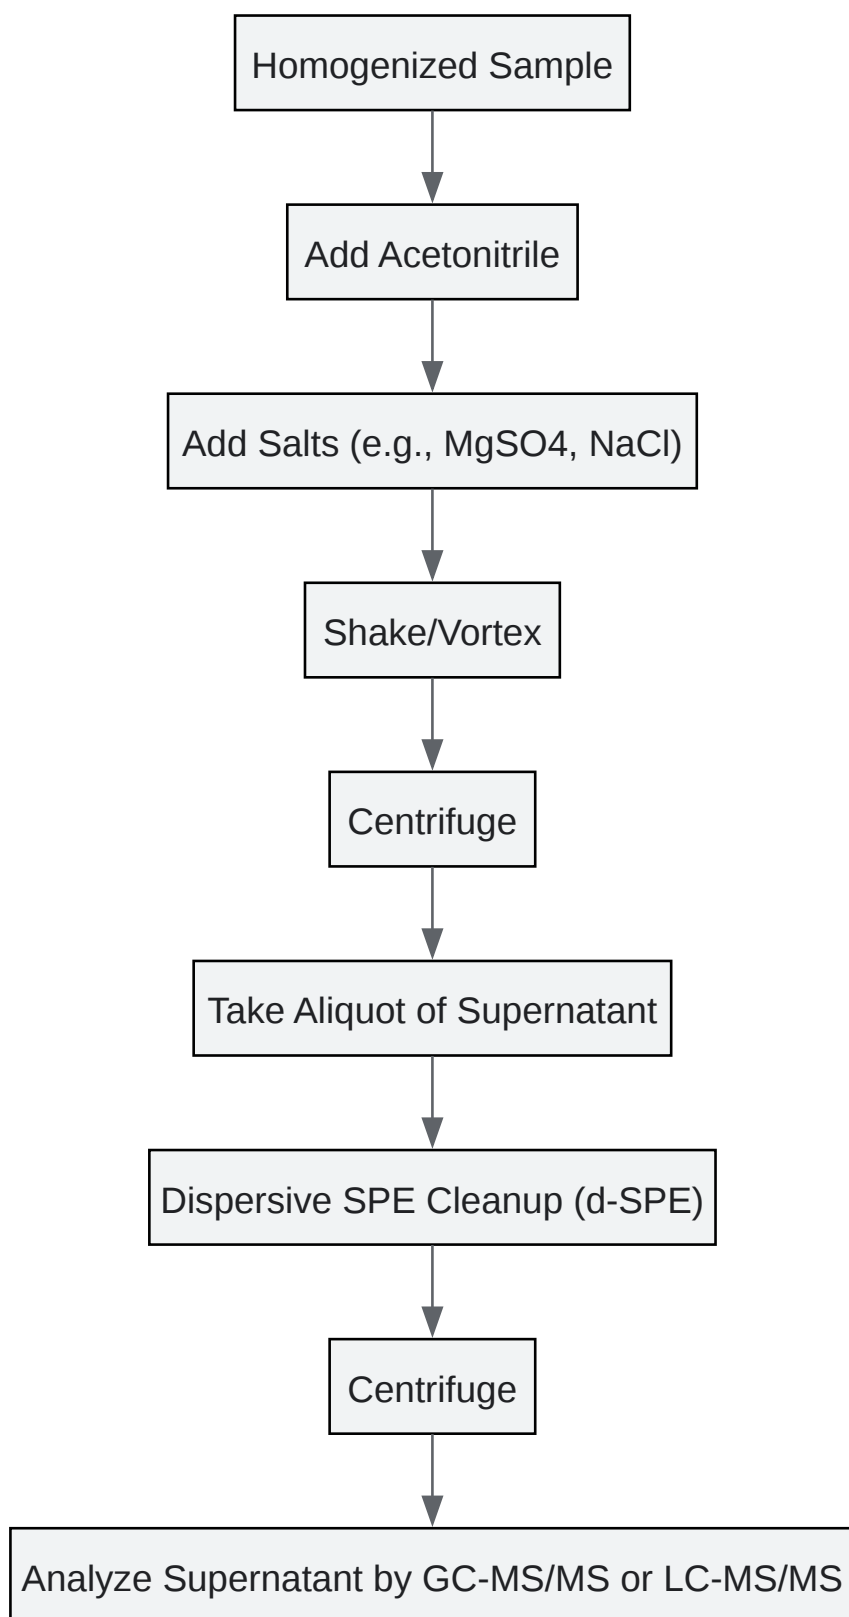 Homogenized Sample
Add Acetonitrile
Add Salts (e.g., MgSO4, NaCl)
Shake/Vortex
Centrifuge
Take Aliquot of Supernatant
Dispersive SPE Cleanup (d-SPE)
Centrifuge
Analyze Supernatant by GC-MS/MS or LC-MS/MS